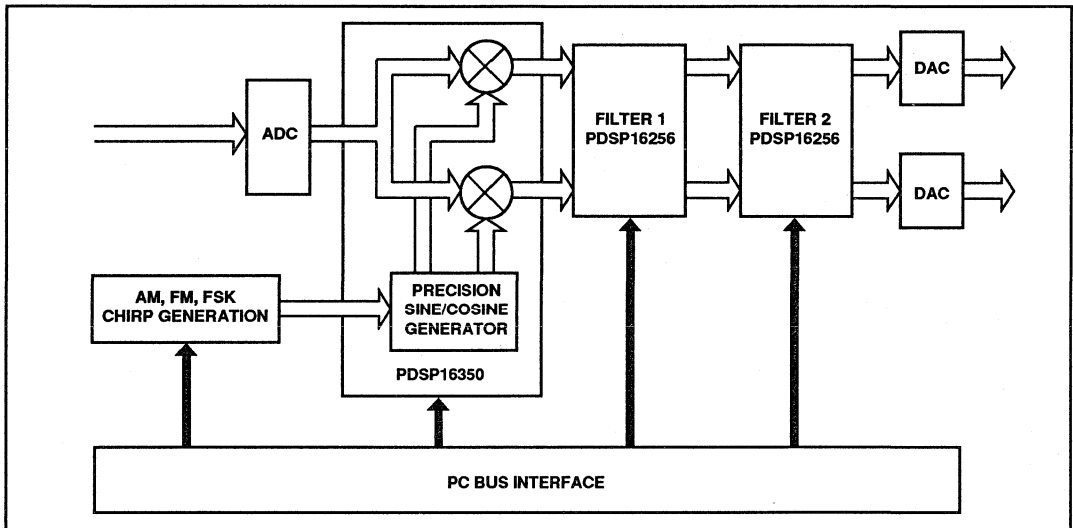 ADC
FILTER 1
PDSP16256
FILTER 2
PDSP16256
DAC
DAC
AM, FM, FSK
CHIRP GENERATION
PRECISION
SINE/COSINE
GENERATOR
PDSP16350
PC BUS INTERFACE